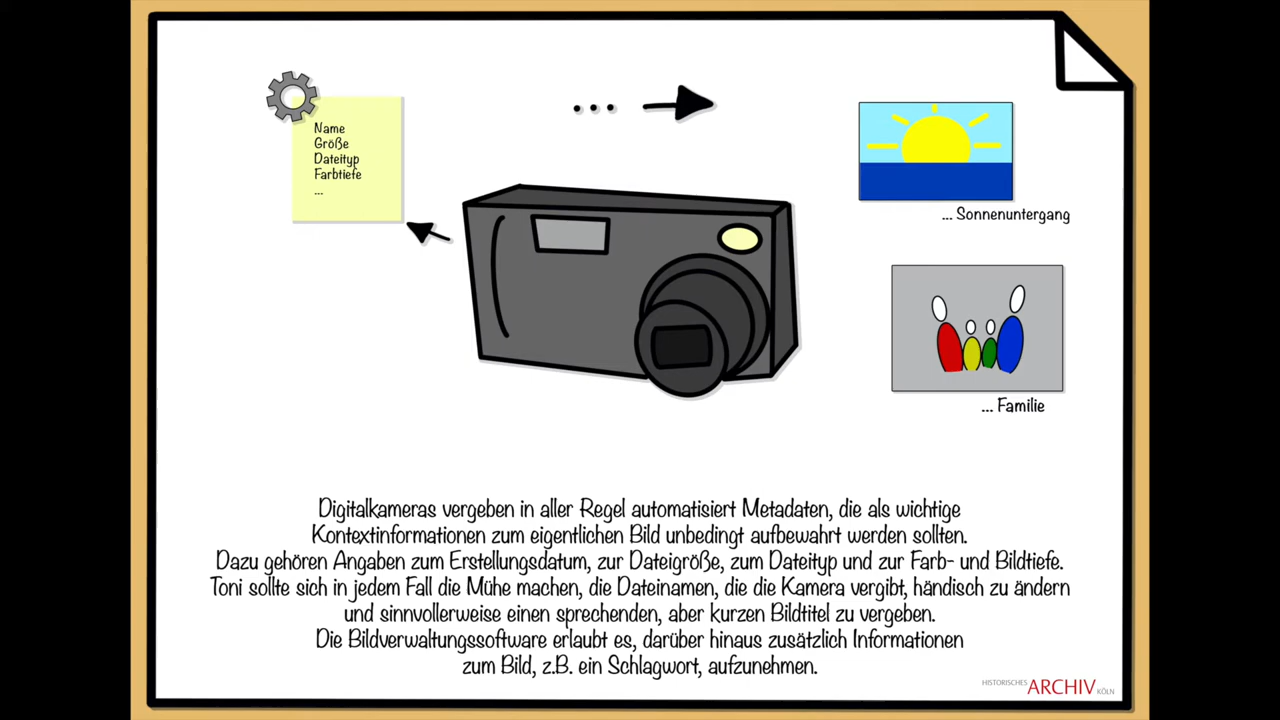 Name
Größe
Dateityp
Farbtiefe
...
...
... Sonnenuntergang
... Familie
Digitalkameras vergeben in aller Regel automatisiert Metadaten, die als wichtige
Kontextinformationen zum eigentlichen Bild unbedingt aufbewahrt werden sollten.
Dazu gehören Angaben zum Erstellungsdatum, zur Dateigröße, zum Dateityp und zur Farb- und Bildtiefe.
Toni sollte sich in jedem Fall die Mühe machen, die Dateinamen, die die Kamera vergibt, händisch zu ändern
und sinnvollerweise einen sprechenden, aber kurzen Bildtitel zu vergeben.
Die Bildverwaltungssoftware erlaubt es, darüber hinaus zusätzlich Informationen
zum Bild, z.B. ein Schlagwort, aufzunehmen.
HISTORISCHES ARCHIV KÖLN